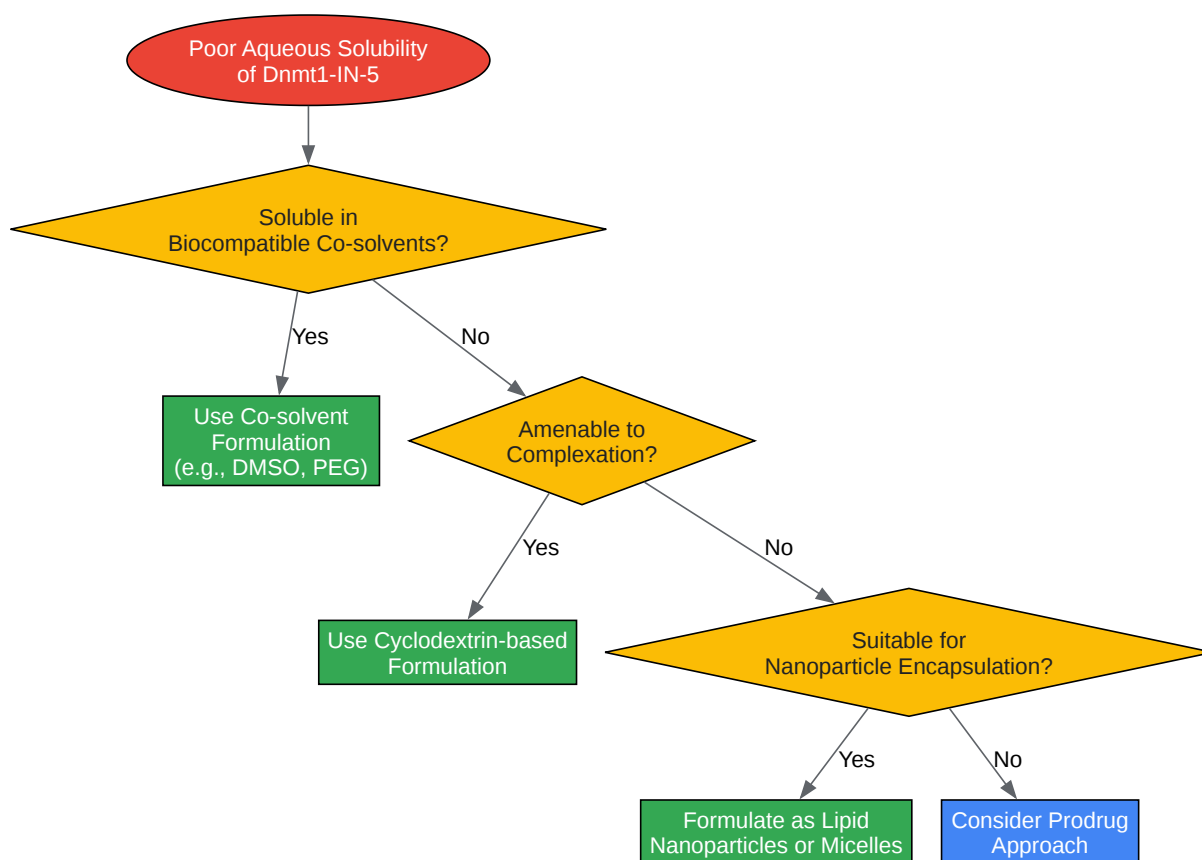 Poor Aqueous Solubility
of Dnmt1-IN-5
Soluble in
Biocompatible Co-solvents?
Yes
No
Use Co-solvent
Formulation
(e.g., DMSO, PEG)
Amenable to
Complexation?
Yes
No
Use Cyclodextrin-based
Formulation
Suitable for
Nanoparticle Encapsulation?
Yes
No
Formulate as Lipid
Nanoparticles or Micelles
Consider Prodrug
Approach